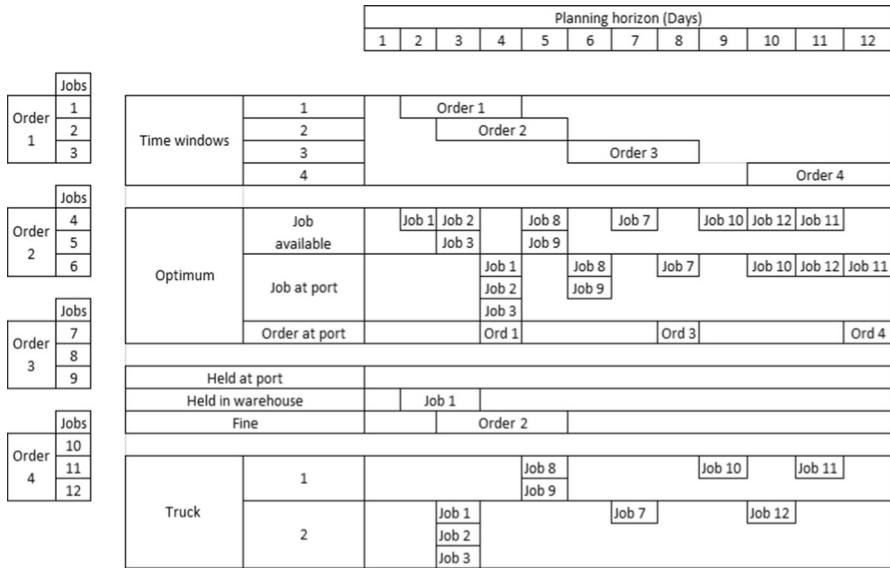 Planning horizon (Days)
1 2 3 4 5 6 7 8 9 10 11 12
Jobs
Order 1
1
2
3
Jobs
Order 2
4
5
6
Jobs
Order 3
7
8
9
Jobs
Order 4
10
11
12
Time windows
1 Order 1
2 Order 2
3 Order 3
4 Order 4
Optimum
Job available
Job 1 Job 2 Job 8 Job 7 Job 10 Job 12 Job 11
Job 3 Job 9
Job at port
Job 1 Job 8 Job 7 Job 10 Job 12 Job 11
Job 2 Job 9
Job 3
Order at port Ord 1 Ord 3 Ord 4
Held at port
Held in warehouse Job 1
Fine Order 2
Truck
1
Job 8 Job 10 Job 11
Job 9
2
Job 1 Job 7 Job 12
Job 2
Job 3